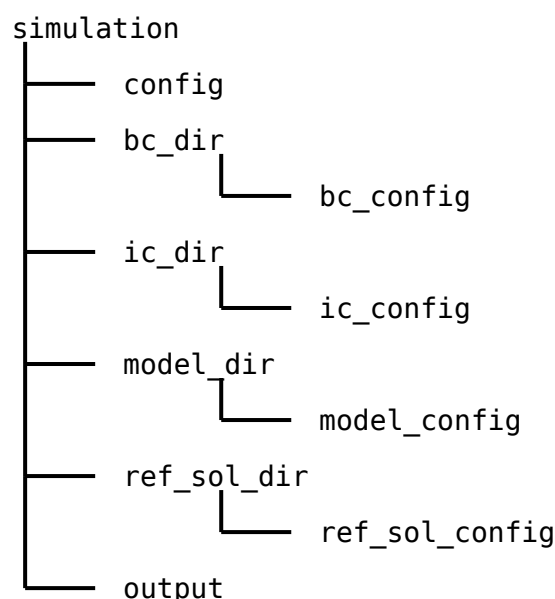 simulation
config
bc_dir
bc_config
ic_dir
ic_config
model_dir
model_config
ref_sol_dir
ref_sol_config
output